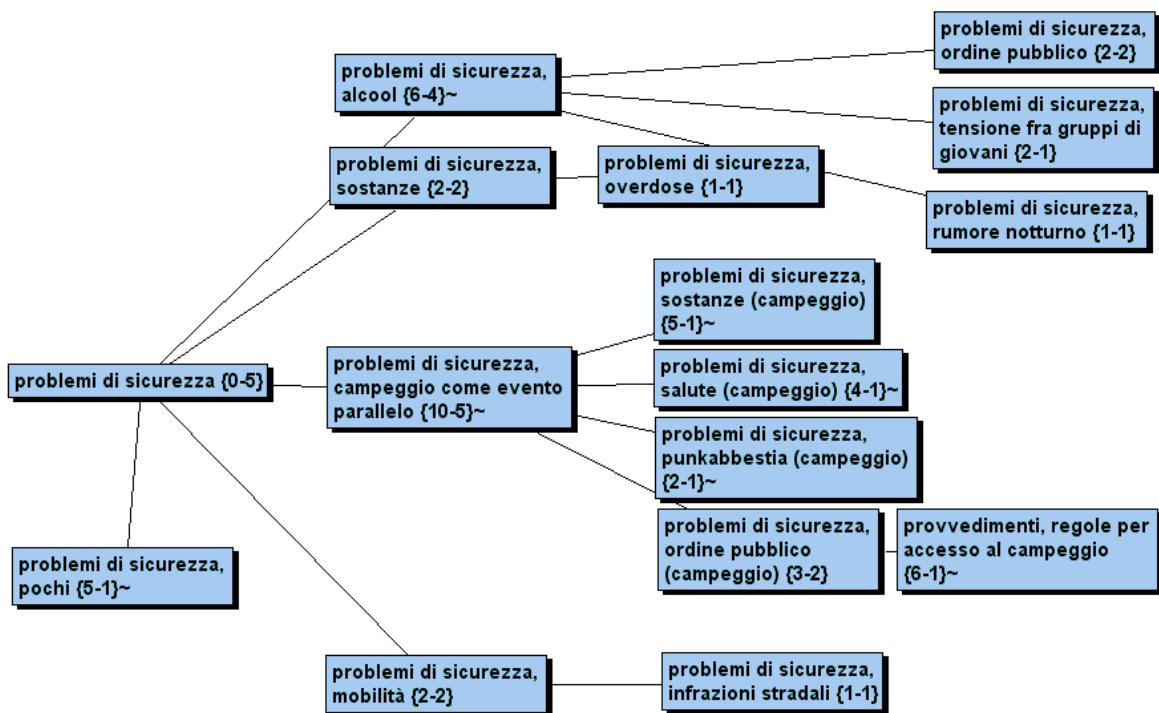 problemi di sicurezza,
ordine pubblico {2-2}
problemi di sicurezza,
alcool {6-4}~
problemi di sicurezza,
tensione fra gruppi di
giovani {2-1}
problemi di sicurezza,
sostanze {2-2}
problemi di sicurezza,
overdose {1-1}
problemi di sicurezza,
rumore notturno {1-1}
problemi di sicurezza,
sostanze (campeggio)
{5-1}~
problemi di sicurezza {0-5}
problemi di sicurezza,
campeggio come evento
parallelo {10-5}~
problemi di sicurezza,
salute (campeggio) {4-1}~
problemi di sicurezza,
punkabbestia (campeggio)
{2-1}~
problemi di sicurezza,
ordine pubblico
(campeggio) {3-2}
provvedimenti, regole per
accesso al campeggio
{6-1}~
problemi di sicurezza,
pochi {5-1}~
problemi di sicurezza,
mobilità {2-2}
problemi di sicurezza,
infrazioni stradali {1-1}